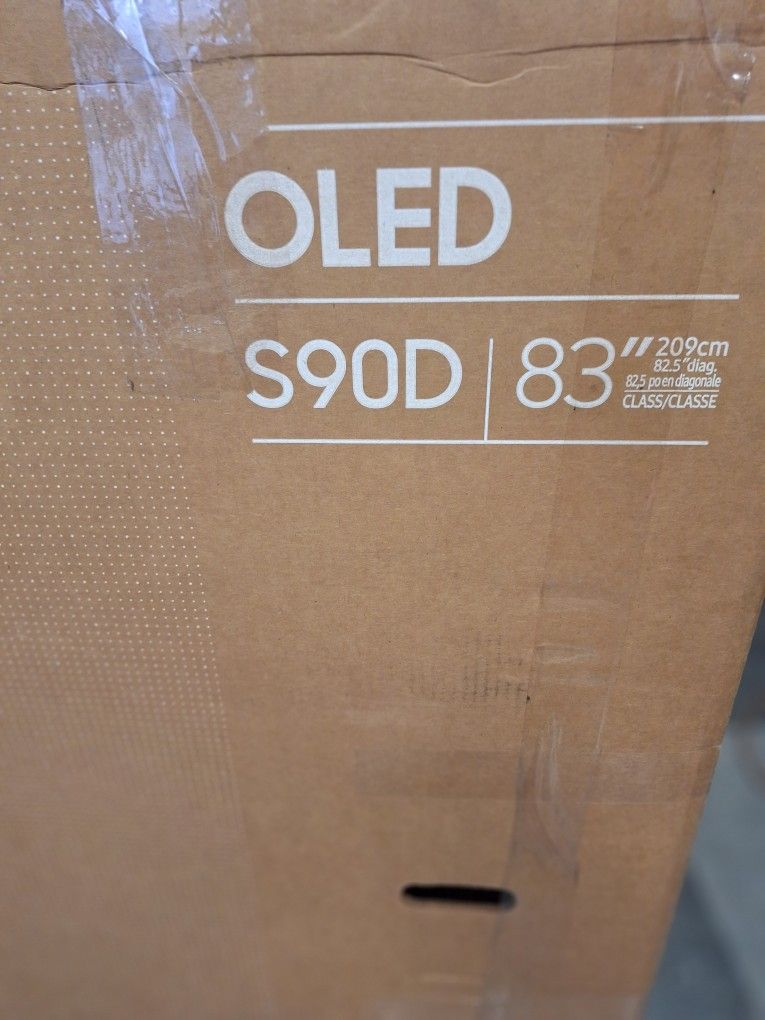 OLED
S90D 83" 209cm
82.5"diag.
82,5 po en diagonale
CLASS/CLASSE